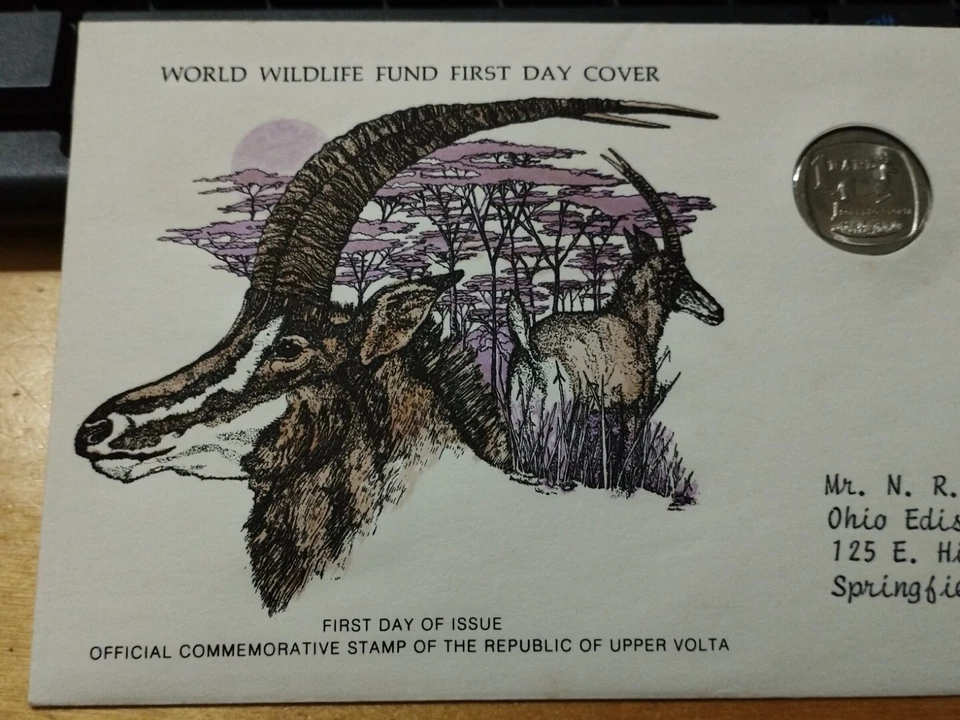 WORLD WILDLIFE FUND FIRST DAY COVER
1
Mr. N. R.
Ohio Edis
125 E. Hi
Springfie
FIRST DAY OF ISSUE
OFFICIAL COMMEMORATIVE STAMP OF THE REPUBLIC OF UPPER VOLTA